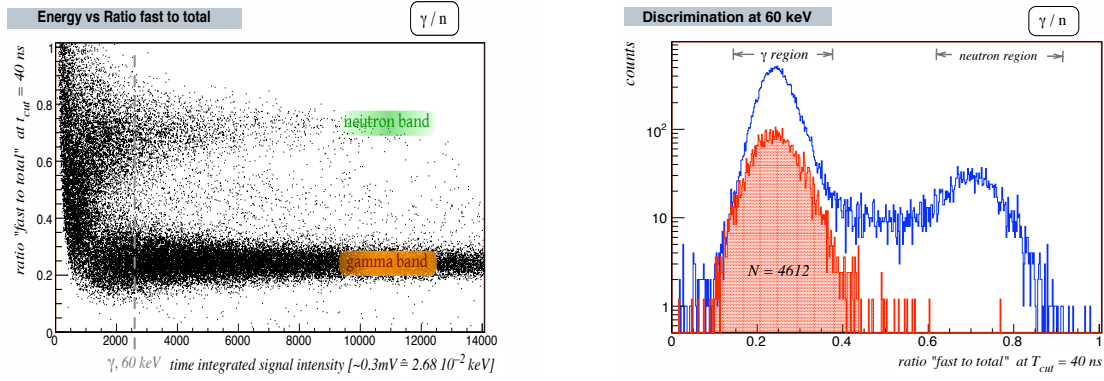 Energy vs Ratio fast to total
γ / n
ratio "fast to total" at t_cut = 40 ns
1
0.8
0.6
0.4
0.2
0
neutron band
gamma band
0 2000 4000 6000 8000 10000 12000 14000
γ, 60 keV
time integrated signal intensity [~0.3mV ≙ 2.68 10⁻² keV]
Discrimination at 60 keV
γ / n
counts
γ region
neutron region
10²
10
1
N = 4612
0 0.2 0.4 0.6 0.8 1
ratio "fast to total" at T_cut = 40 ns